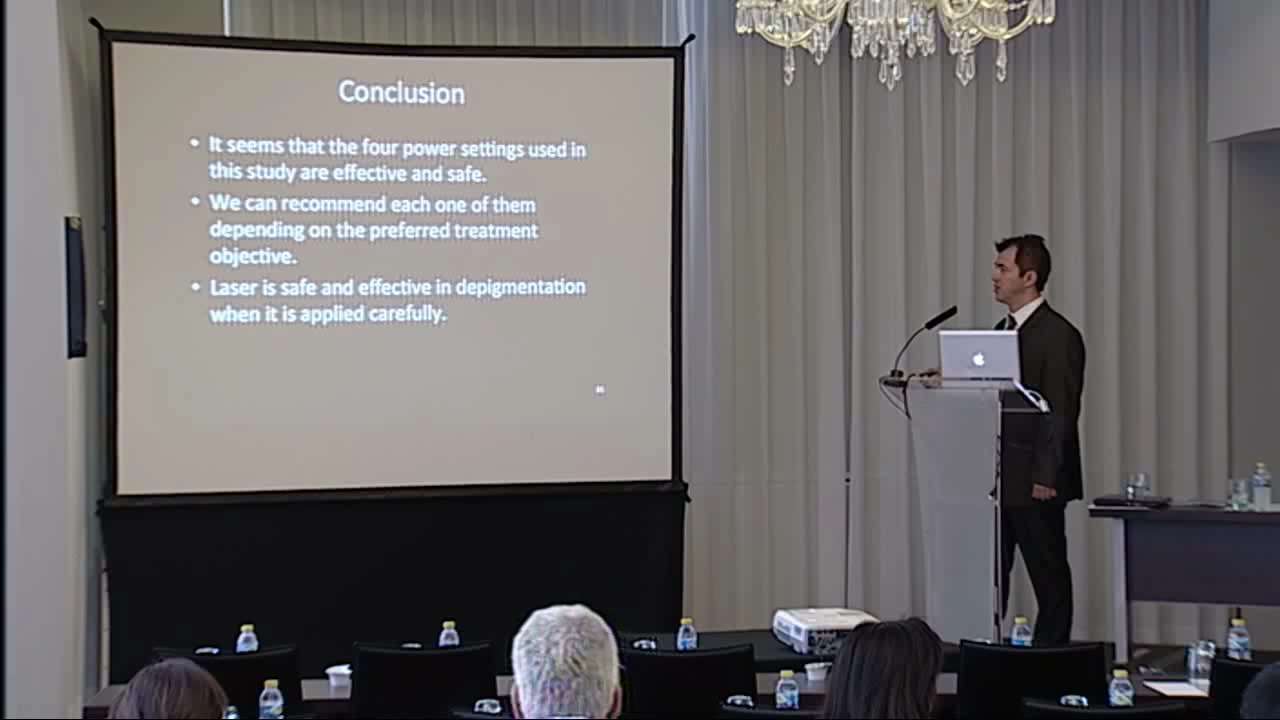 Conclusion
• It seems that the four power settings used in
this study are effective and safe.
• We can recommend each one of them
depending on the preferred treatment
objective.
• Laser is safe and effective in depigmentation
when it is applied carefully.